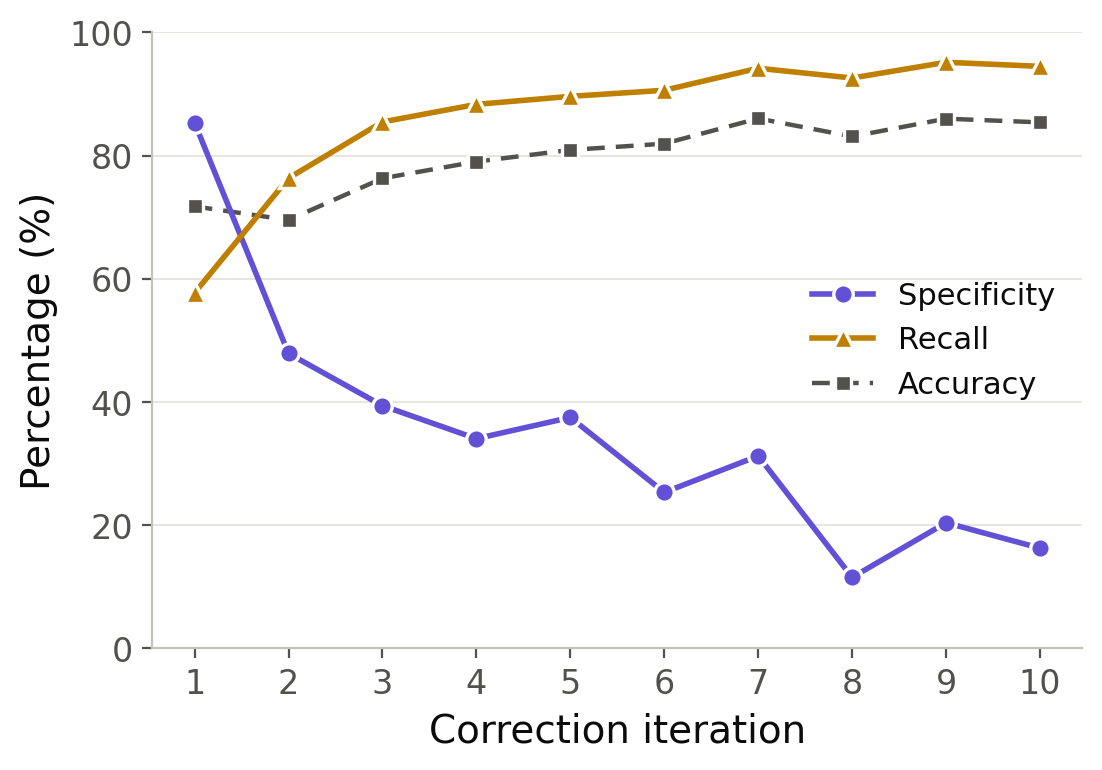 100
80
60
40
20
0
Percentage (%)
Specificity
Recall
Accuracy
1 2 3 4 5 6 7 8 9 10
Correction iteration